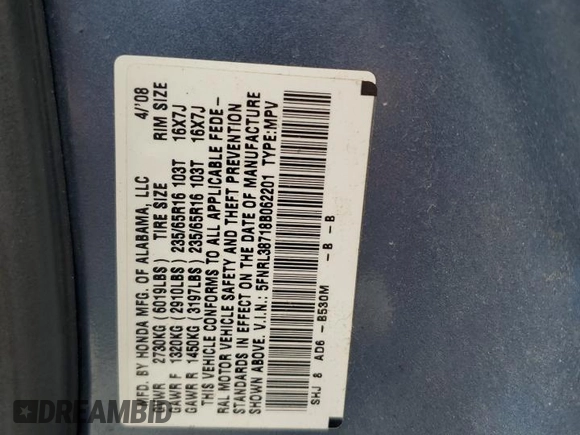 MFD. BY HONDA MFG. OF ALABAMA, LLC 4/'08
GVWR 2730KG (6019LBS) TIRE SIZE RIM SIZE
GAWR F 1320KG (2910LBS) 235/65R16 103T 16X7J
GAWR R 1450KG (3197LBS) 235/65R16 103T 16X7J
THIS VEHICLE CONFORMS TO ALL APPLICABLE FEDE-
RAL MOTOR VEHICLE SAFETY AND THEFT PREVENTION
STANDARDS IN EFFECT ON THE DATE OF MANUFACTURE
SHOWN ABOVE. V.I.N.: 5FNRL38718B062201 TYPE:MPV
SHJ 8 AD6 -B530M -B -B
DREAMBID